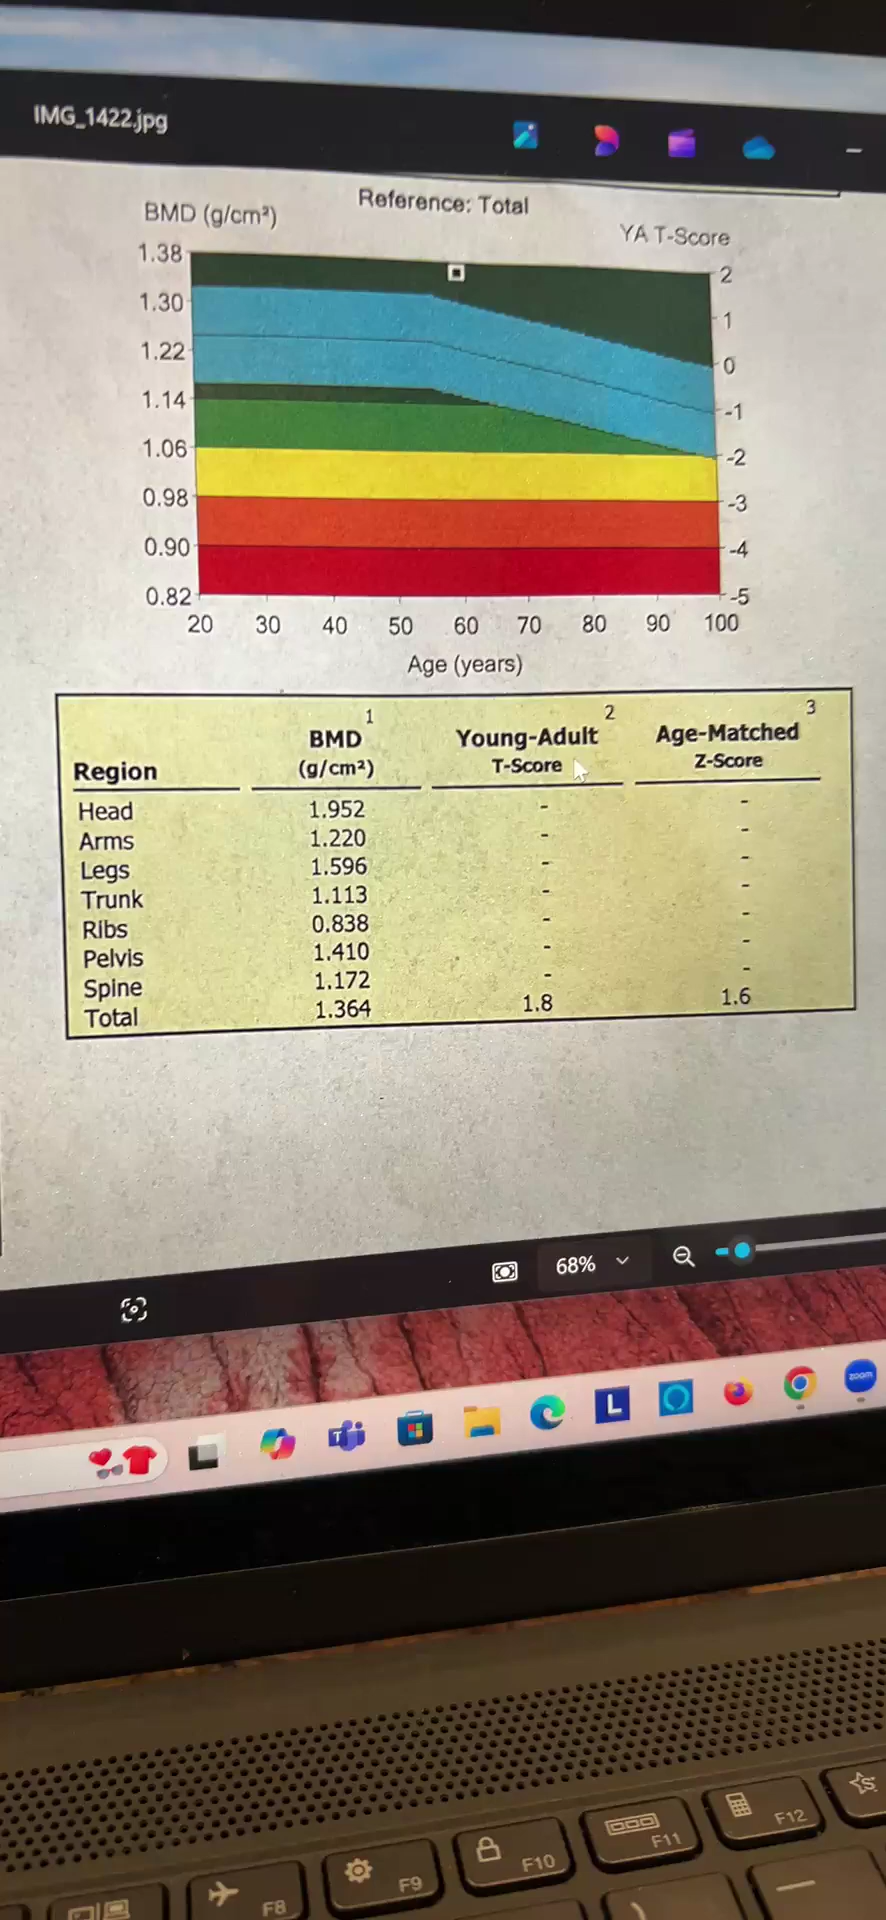 IMG_1422.jpg
Reference: Total
BMD (g/cm²)
YA T-Score
1.38
1.30
1.22
1.14
1.06
0.98
0.90
0.82
2
1
0
-1
-2
-3
-4
-5
20 30 40 50 60 70 80 90 100
Age (years)
1 2 3
BMD Young-Adult Age-Matched
Region (g/cm²) T-Score Z-Score
Head 1.952 - -
Arms 1.220 - -
Legs 1.596 - -
Trunk 1.113 - -
Ribs 0.838 - -
Pelvis 1.410 - -
Spine 1.172 - -
Total 1.364 1.8 1.6
68%
T L zoom
F8 F9 F10 F11 F12
S